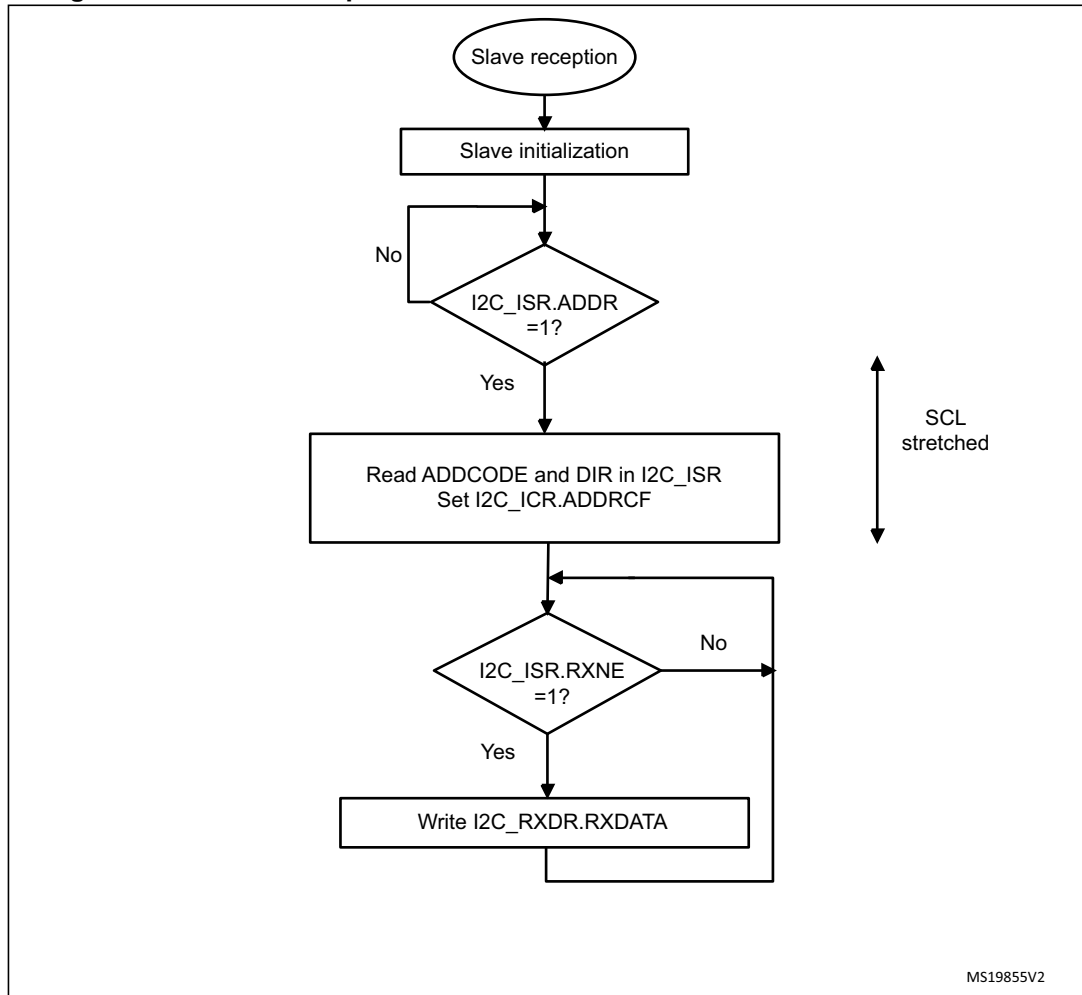 Slave reception
Slave initialization
No
I2C_ISR.ADDR
=1?
Yes
SCL
stretched
Read ADDCODE and DIR in I2C_ISR
Set I2C_ICR.ADDRCF
No
I2C_ISR.RXNE
=1?
Yes
Write I2C_RXDR.RXDATA
MS19855V2